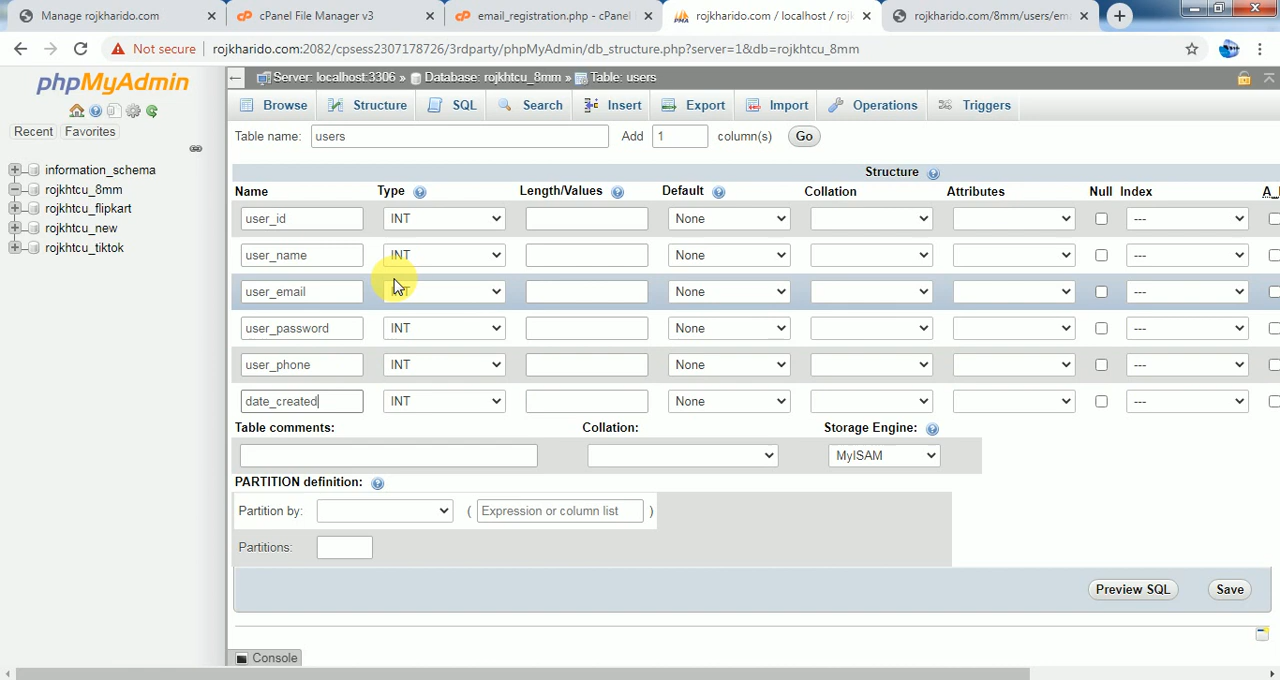 Manage rojkharido.com
cPanel File Manager v3
email_registration.php - cPanel
rojkharido.com / localhost / roj
rojkharido.com/8mm/users/ema
Not secure
rojkharido.com:2082/cpsess2307178726/3rdparty/phpMyAdmin/db_structure.php?server=1&db=rojkhtcu_8mm
phpMyAdmin
Recent
Favorites
information_schema
rojkhtcu_8mm
rojkhtcu_flipkart
rojkhtcu_new
rojkhtcu_tiktok
Server: localhost:3306 » Database: rojkhtcu_8mm » Table: users
Browse Structure SQL Search Insert Export Import Operations Triggers
Table name: users Add 1 column(s) Go
Structure
Name Type Length/Values Default Collation Attributes Null Index A_I
user_id INT None ---
user_name INT None ---
user_email INT None ---
user_password INT None ---
user_phone INT None ---
date_created INT None ---
Table comments: Collation: Storage Engine:
MyISAM
PARTITION definition:
Partition by: ( Expression or column list )
Partitions:
Preview SQL Save
Console